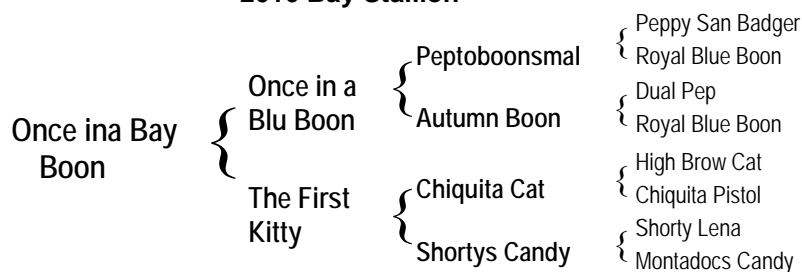 Bay Stallion
Once ina Bay
Boon
Once in a
Blu Boon
The First
Kitty
Peptoboonsmal
Autumn Boon
Chiquita Cat
Shortys Candy
Peppy San Badger
Royal Blue Boon
Dual Pep
Royal Blue Boon
High Brow Cat
Chiquita Pistol
Shorty Lena
Montadocs Candy